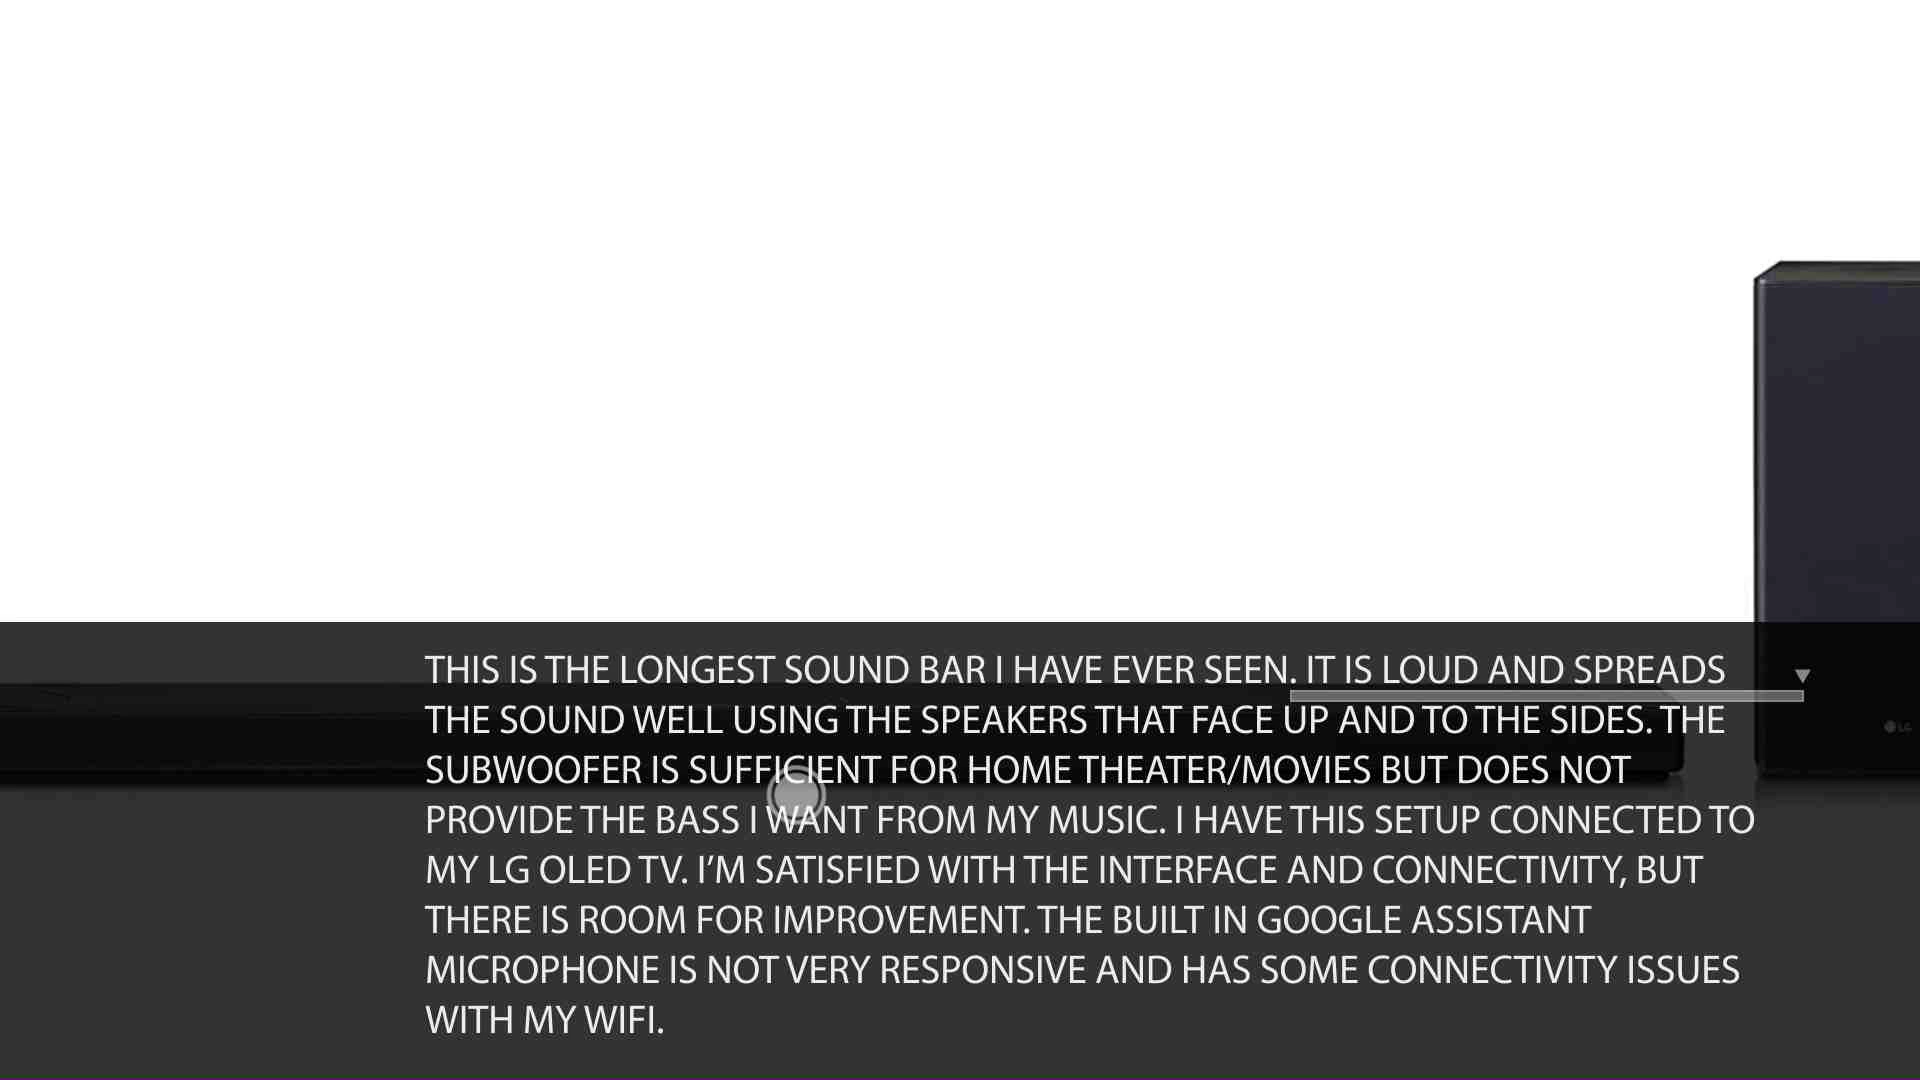 THIS IS THE LONGEST SOUND BAR I HAVE EVER SEEN. IT IS LOUD AND SPREADS
THE SOUND WELL USING THE SPEAKERS THAT FACE UP AND TO THE SIDES. THE
SUBWOOFER IS SUFFICIENT FOR HOME THEATER/MOVIES BUT DOES NOT
PROVIDE THE BASS I WANT FROM MY MUSIC. I HAVE THIS SETUP CONNECTED TO
MY LG OLED TV. I’M SATISFIED WITH THE INTERFACE AND CONNECTIVITY, BUT
THERE IS ROOM FOR IMPROVEMENT. THE BUILT IN GOOGLE ASSISTANT
MICROPHONE IS NOT VERY RESPONSIVE AND HAS SOME CONNECTIVITY ISSUES
WITH MY WIFI.
LG